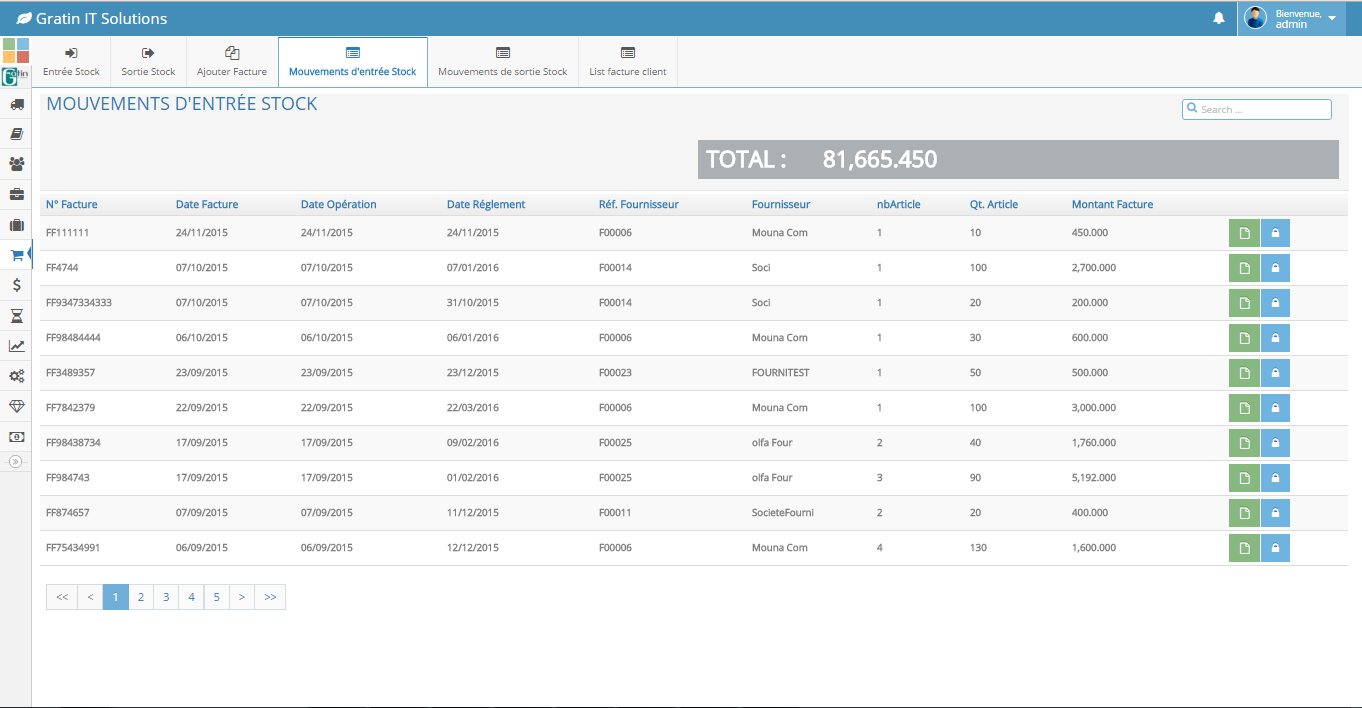 Gratin IT Solutions
Bienvenue,
admin
Entrée Stock
Sortie Stock
Ajouter Facture
Mouvements d'entrée Stock
Mouvements de sortie Stock
List facture client
MOUVEMENTS D'ENTRÉE STOCK
Search ...
TOTAL : 81,665.450
N° Facture Date Facture Date Opération Date Réglement Réf. Fournisseur Fournisseur nbArticle Qt. Article Montant Facture
FF111111 24/11/2015 24/11/2015 24/11/2015 F00006 Mouna Com 1 10 450.000
FF4744 07/10/2015 07/10/2015 07/01/2016 F00014 Soci 1 100 2,700.000
FF9347334333 07/10/2015 07/10/2015 31/10/2015 F00014 Soci 1 20 200.000
FF98484444 06/10/2015 06/10/2015 06/01/2016 F00006 Mouna Com 1 30 600.000
FF3489357 23/09/2015 23/09/2015 23/12/2015 F00023 FOURNITEST 1 50 500.000
FF7842379 22/09/2015 22/09/2015 22/03/2016 F00006 Mouna Com 1 100 3,000.000
FF98438734 17/09/2015 17/09/2015 09/02/2016 F00025 olfa Four 2 40 1,760.000
FF984743 17/09/2015 17/09/2015 01/02/2016 F00025 olfa Four 3 90 5,192.000
FF874657 07/09/2015 07/09/2015 11/12/2015 F00011 SocieteFourni 2 20 400.000
FF75434991 06/09/2015 06/09/2015 12/12/2015 F00006 Mouna Com 4 130 1,600.000
<< < 1 2 3 4 5 > >>